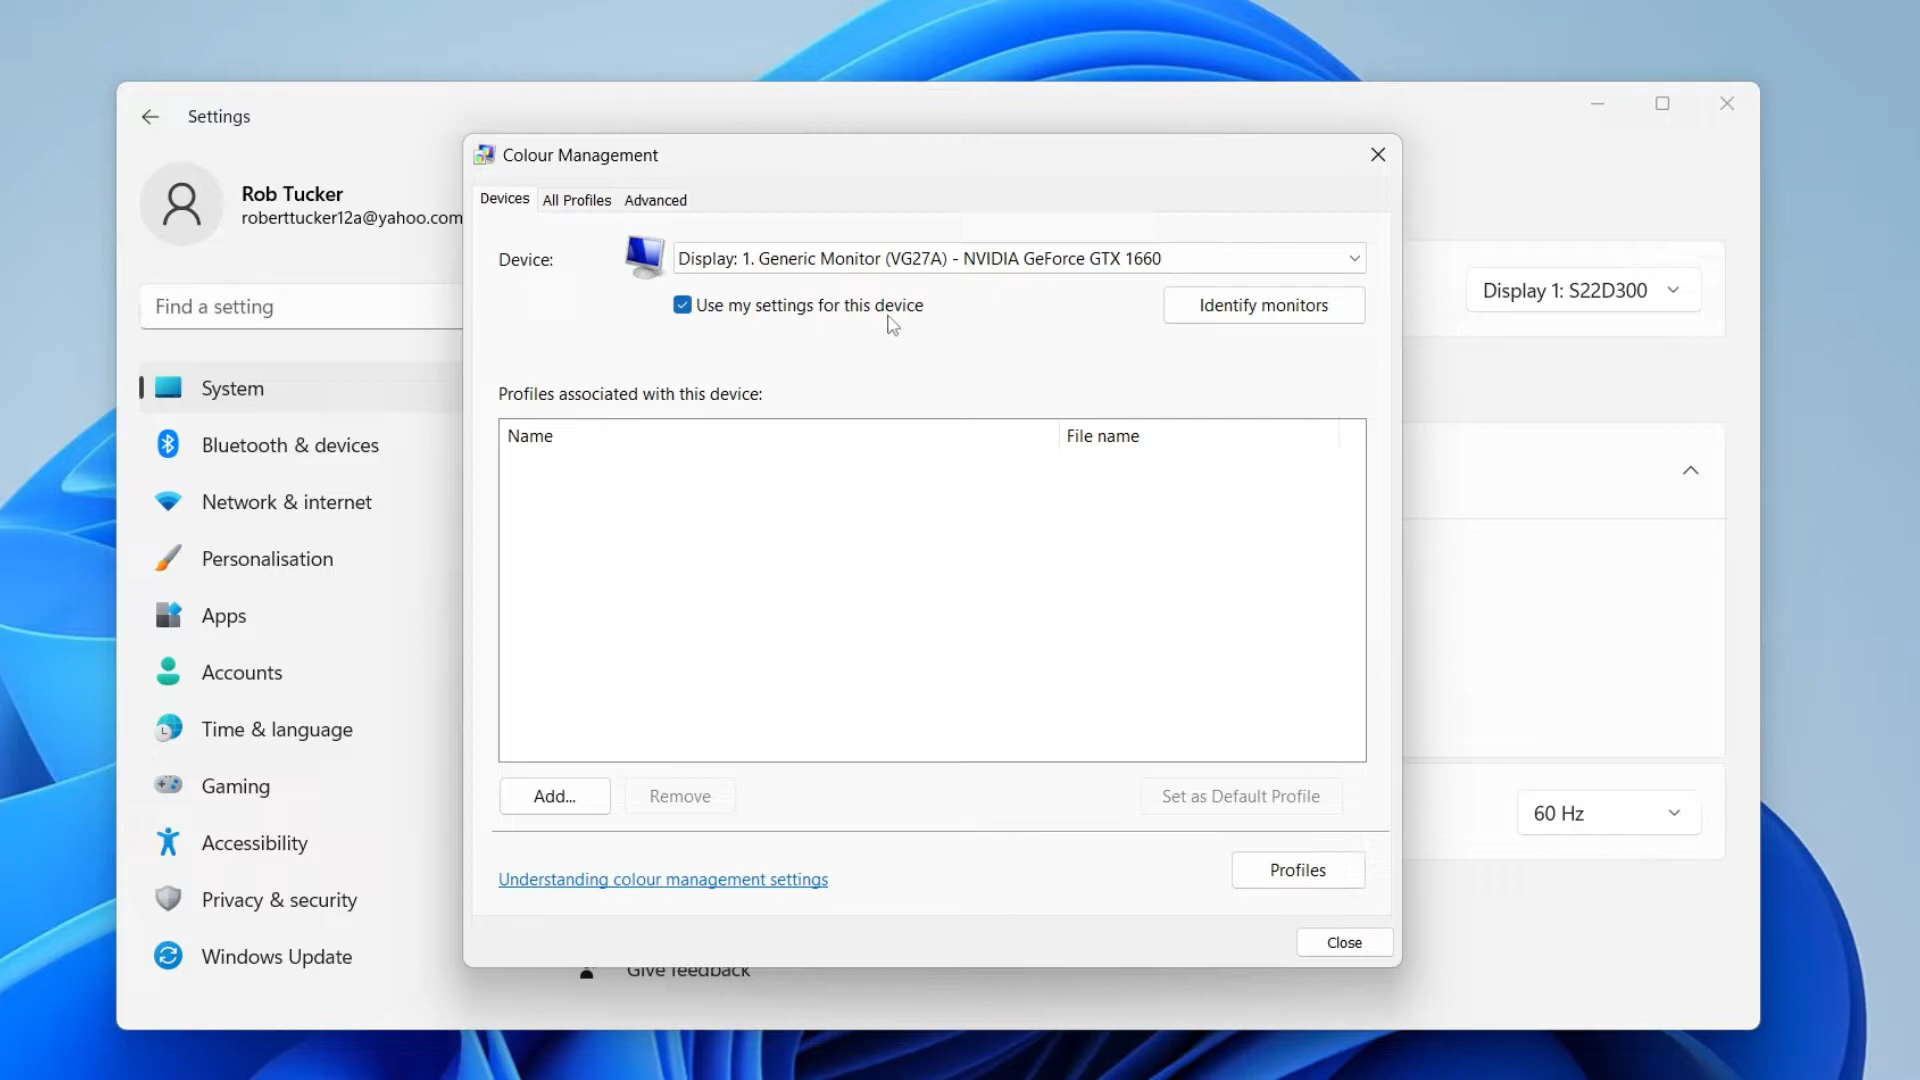 Settings
Rob Tucker
roberttucker12a@yahoo.com
Find a setting
System
Bluetooth & devices
Network & internet
Personalisation
Apps
Accounts
Time & language
Gaming
Accessibility
Privacy & security
Windows Update
Colour Management
Devices All Profiles Advanced
Device: Display: 1. Generic Monitor (VG27A) - NVIDIA GeForce GTX 1660
Use my settings for this device Identify monitors
Profiles associated with this device:
Name File name
Add... Remove Set as Default Profile
Understanding colour management settings Profiles
Close
Display 1: S22D300
60 Hz
Give feedback